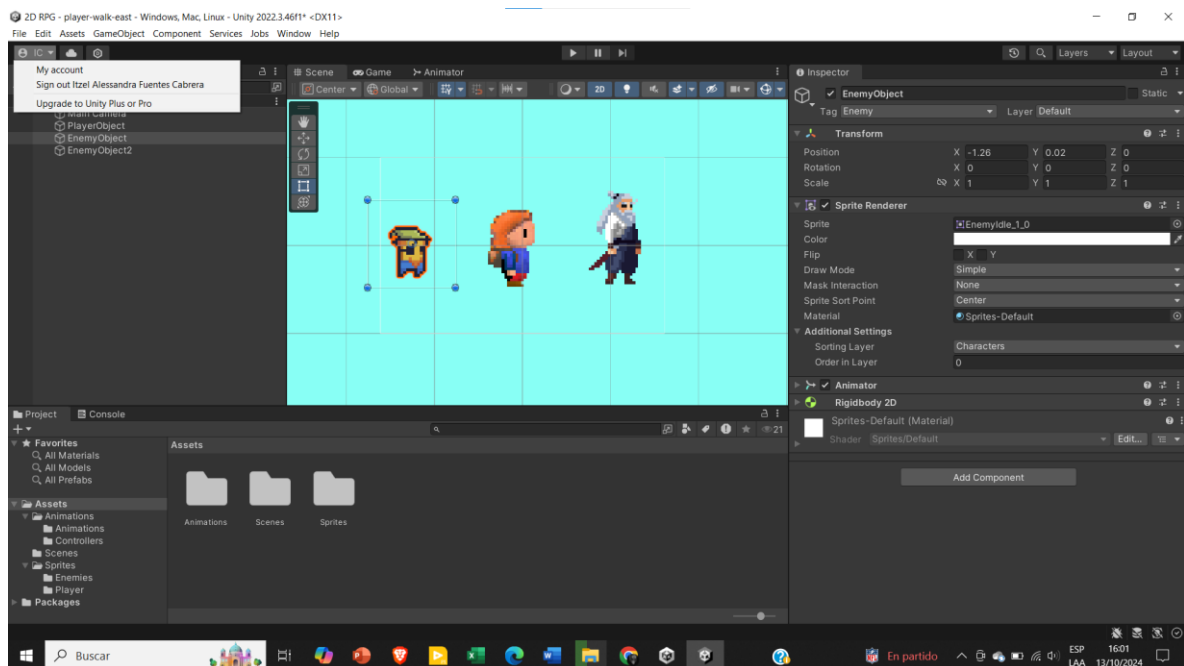 2D RPG - player-walk-east - Windows, Mac, Linux - Unity 2022.3.46f1* <DX11>
File Edit Assets GameObject Component Services Jobs Window Help
IC Layers Layout
My account
Sign out Itzel Alessandra Fuentes Cabrera
Upgrade to Unity Plus or Pro
Main Camera
PlayerObject
EnemyObject
EnemyObject2
Scene Game Animator
Center Global 2D
Inspector
EnemyObject Static
Tag Enemy Layer Default
Transform
Position X -1.26 Y 0.02 Z 0
Rotation X 0 Y 0 Z 0
Scale X 1 Y 1 Z 1
Sprite Renderer
Sprite EnemyIdle_1_0
Color
Flip X Y
Draw Mode Simple
Mask Interaction None
Sprite Sort Point Center
Material Sprites-Default
Additional Settings
Sorting Layer Characters
Order in Layer 0
Animator
Rigidbody 2D
Sprites-Default (Material)
Shader Sprites/Default Edit...
Add Component
Project Console
21
Favorites
All Materials
All Models
All Prefabs
Assets
Animations
Animations
Controllers
Scenes
Sprites
Enemies
Player
Packages
Assets
Animations Scenes Sprites
Buscar
En partido
ESP
LAA
16:01
13/10/2024